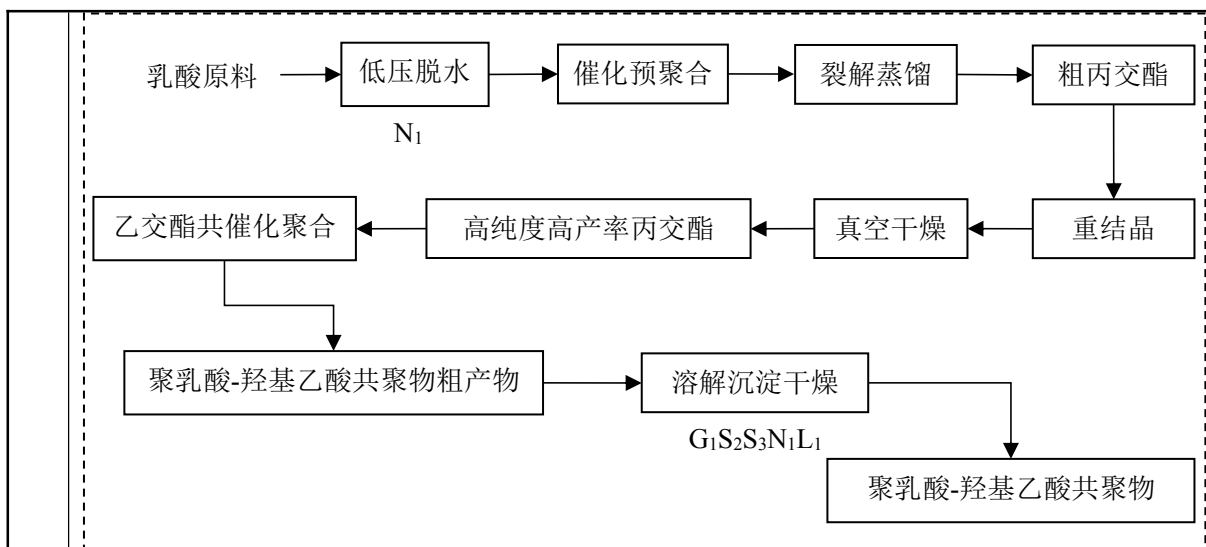 乳酸原料
低压脱水
催化预聚合
裂解蒸馏
粗丙交酯
N₁
乙交酯共催化聚合
高纯度高产率丙交酯
真空干燥
重结晶
聚乳酸-羟基乙酸共聚物粗产物
溶解沉淀干燥
G₁S₂S₃N₁L₁
聚乳酸-羟基乙酸共聚物